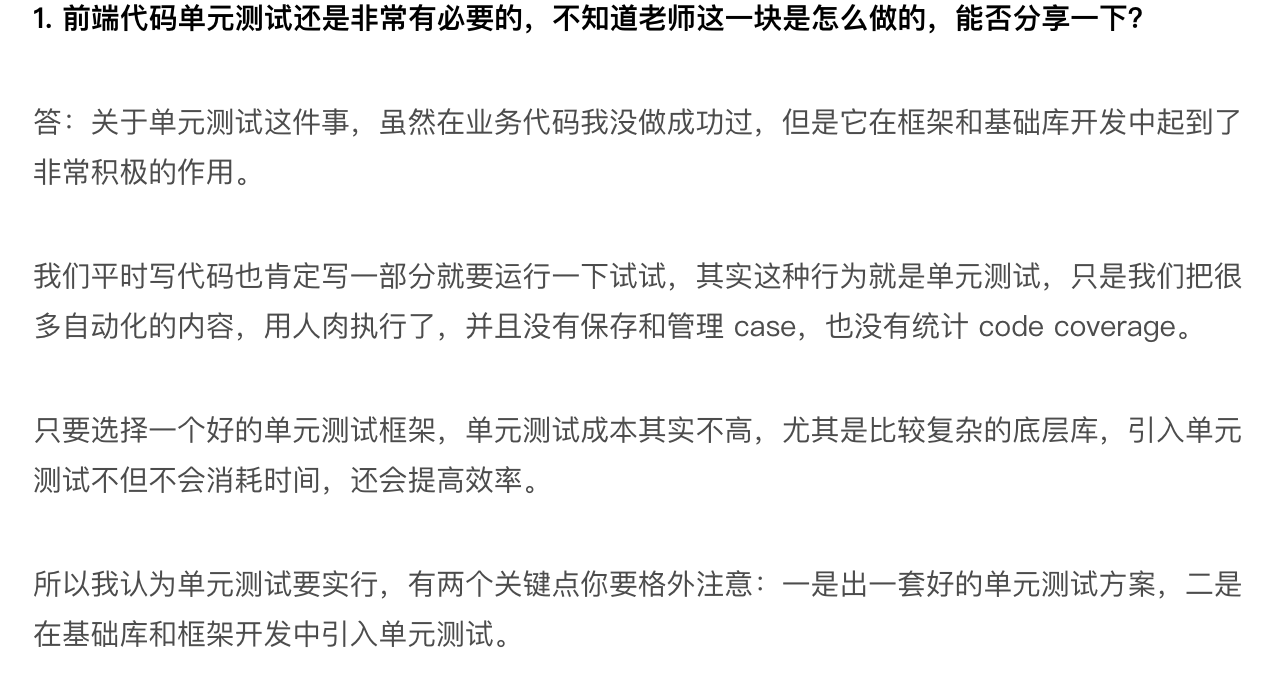 1. 前端代码单元测试还是非常有必要的，不知道老师这一块是怎么做的，能否分享一下？
答：关于单元测试这件事，虽然在业务代码我没做成功过，但是它在框架和基础库开发中起到了
非常积极的作用。
我们平时写代码也肯定写一部分就要运行一下试试，其实这种行为就是单元测试，只是我们把很
多自动化的内容，用人肉执行了，并且没有保存和管理 case，也没有统计 code coverage。
只要选择一个好的单元测试框架，单元测试成本其实不高，尤其是比较复杂的底层库，引入单元
测试不但不会消耗时间，还会提高效率。
所以我认为单元测试要实行，有两个关键点你要格外注意：一是出一套好的单元测试方案，二是
在基础库和框架开发中引入单元测试。